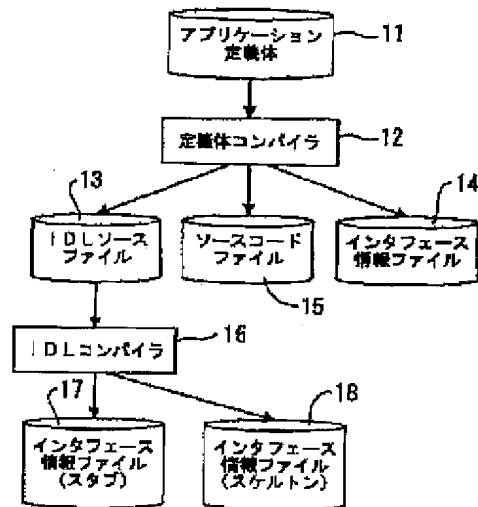 アプリケーション
定義体
11
定義体コンパイラ
12
13
14
IDLソース
ファイル
ソースコード
ファイル
インタフェース
情報ファイル
15
IDLコンパイラ
16
17
18
インタフェース
情報ファイル
(スタブ)
インタフェース
情報ファイル
(スケルトン)